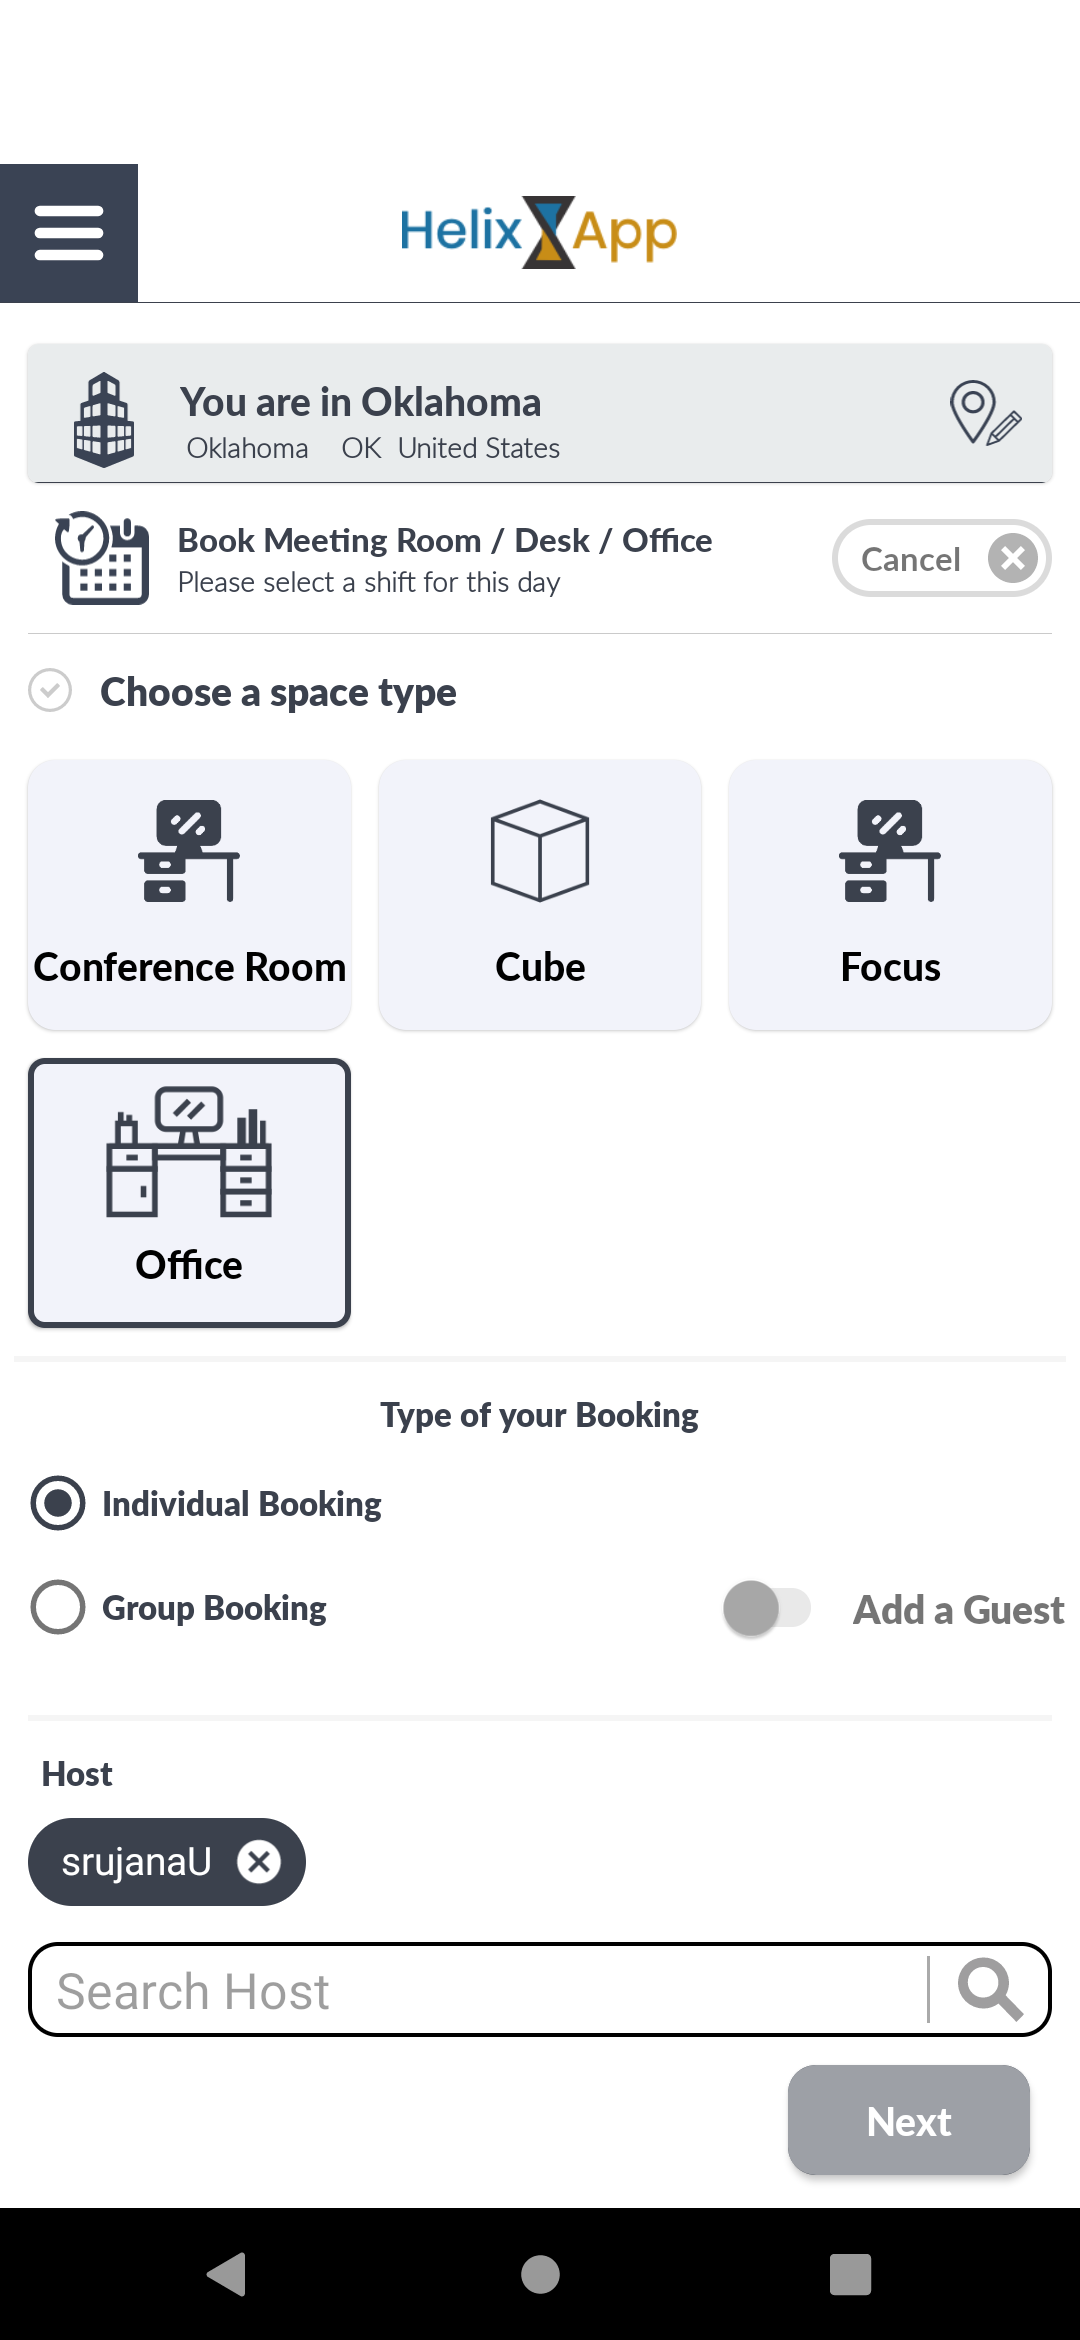 Helix App
You are in Oklahoma
Oklahoma OK United States
Book Meeting Room / Desk / Office
Please select a shift for this day
Cancel
Choose a space type
Conference Room
Cube
Focus
Office
Type of your Booking
Individual Booking
Group Booking
Add a Guest
Host
srujanaU
Search Host
Next